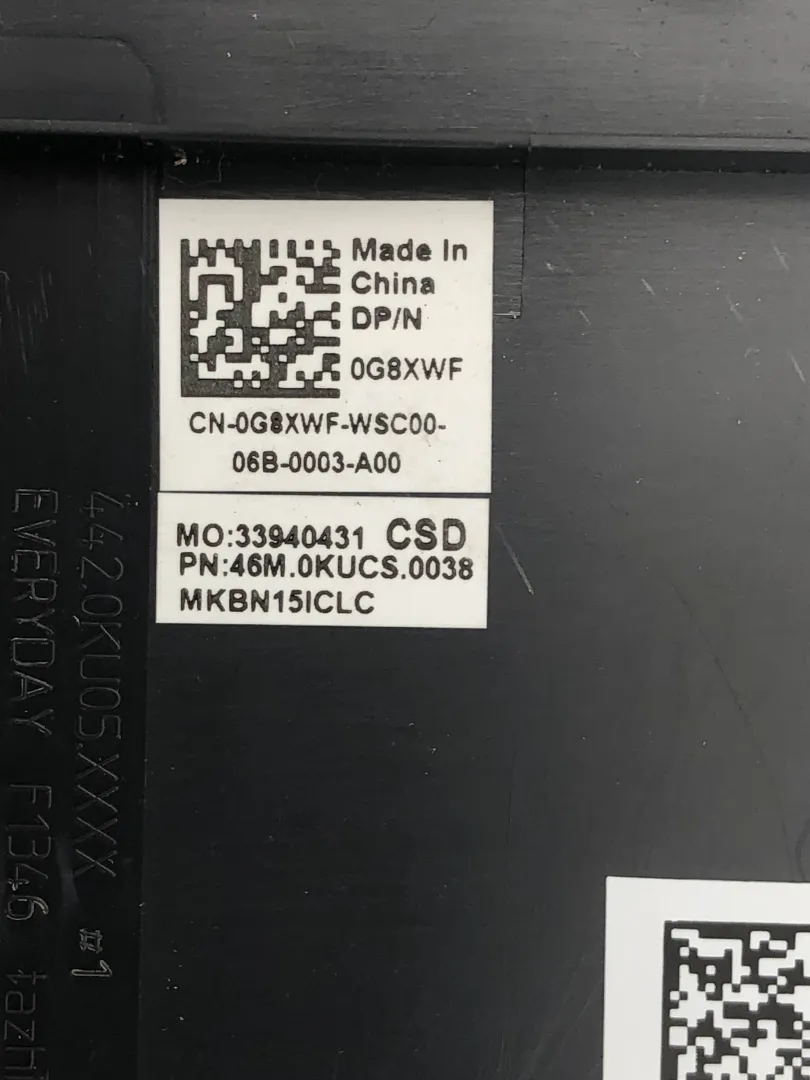 Made In
China
DP/N
0G8XWF
CN-0G8XWF-WSC00-
06B-0003-A00
MO:33940431 CSD
PN:46M.0KUCS.0038
MKBN15ICLC
442.0KU05.XXXX #1
EVERYDAY F1346